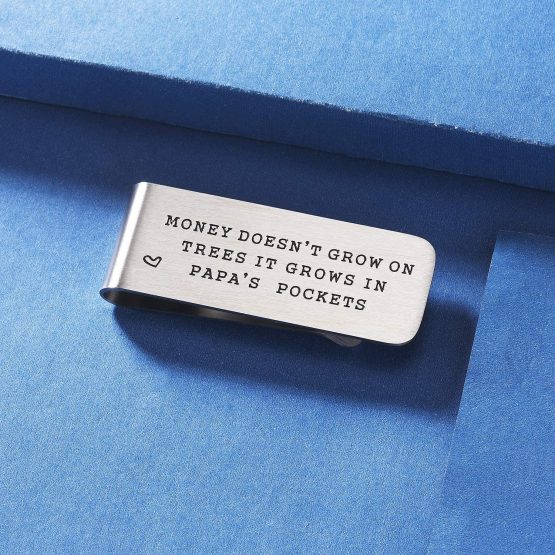 MONEY DOESN'T GROW ON
TREES IT GROWS IN
PAPA'S POCKETS